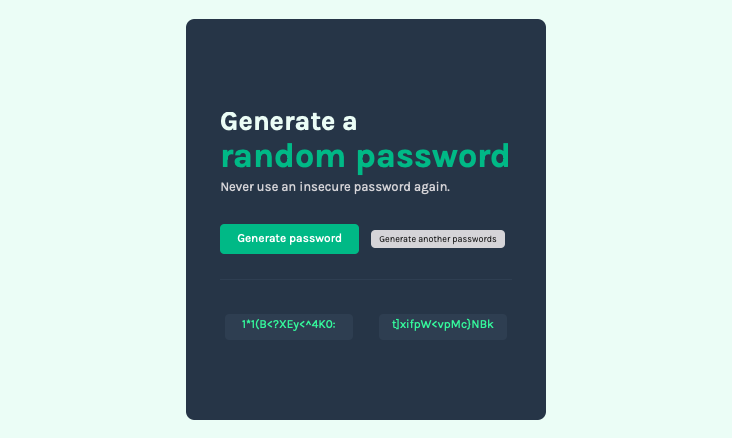 Generate a
random password
Never use an insecure password again.
Generate password
Generate another passwords
1*1(B<?XEy<^4K0:
t]xifpW<vpMc}NBk